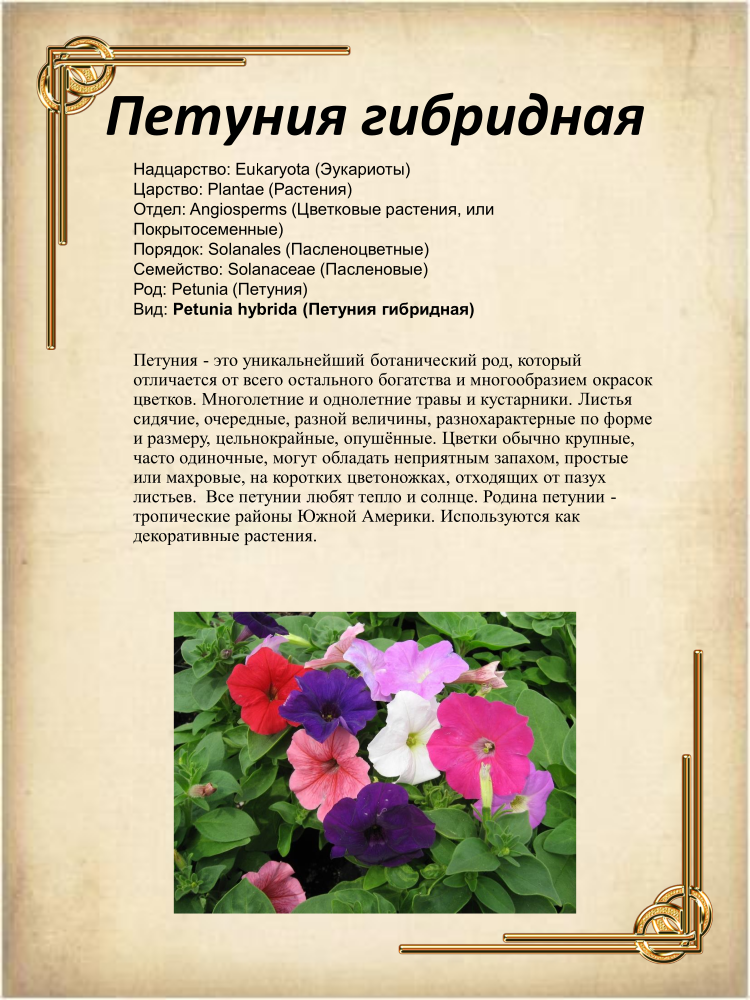 Петуния гибридная
Надцарство: Eukaryota (Эукариоты)
Царство: Plantae (Растения)
Отдел: Angiosperms (Цветковые растения, или
Покрытосеменные)
Порядок: Solanales (Пасленоцветные)
Семейство: Solanaceae (Пасленовые)
Род: Petunia (Петуния)
Вид: Petunia hybrida (Петуния гибридная)
Петуния - это уникальнейший ботанический род, который
отличается от всего остального богатства и многообразием окрасок
цветков. Многолетние и однолетние травы и кустарники. Листья
сидячие, очередные, разной величины, разнохарактерные по форме
и размеру, цельнокрайные, опушённые. Цветки обычно крупные,
часто одиночные, могут обладать неприятным запахом, простые
или махровые, на коротких цветоножках, отходящих от пазух
листьев.  Все петунии любят тепло и солнце. Родина петунии -
тропические районы Южной Америки. Используются как
декоративные растения.